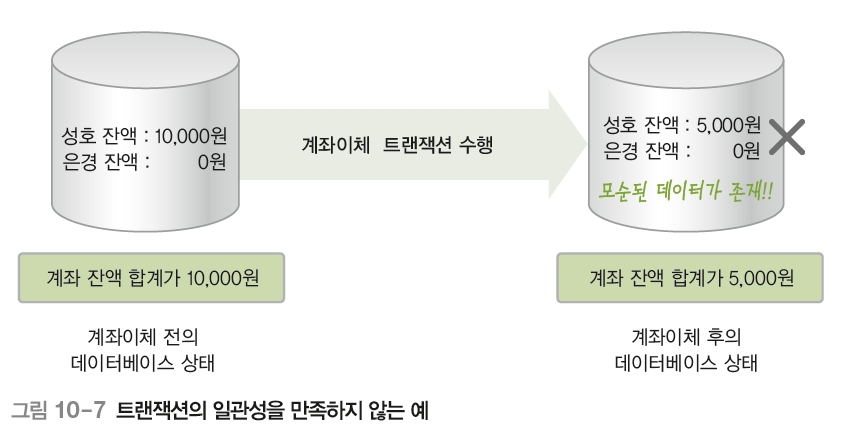 성호 잔액 : 10,000원
은경 잔액 : 0원
계좌이체 트랜잭션 수행
성호 잔액 : 5,000원
은경 잔액 : 0원
모순된 데이터가 존재!!
계좌 잔액 합계가 10,000원
계좌 잔액 합계가 5,000원
계좌이체 전의
데이터베이스 상태
계좌이체 후의
데이터베이스 상태
그림 10-7 트랜잭션의 일관성을 만족하지 않는 예